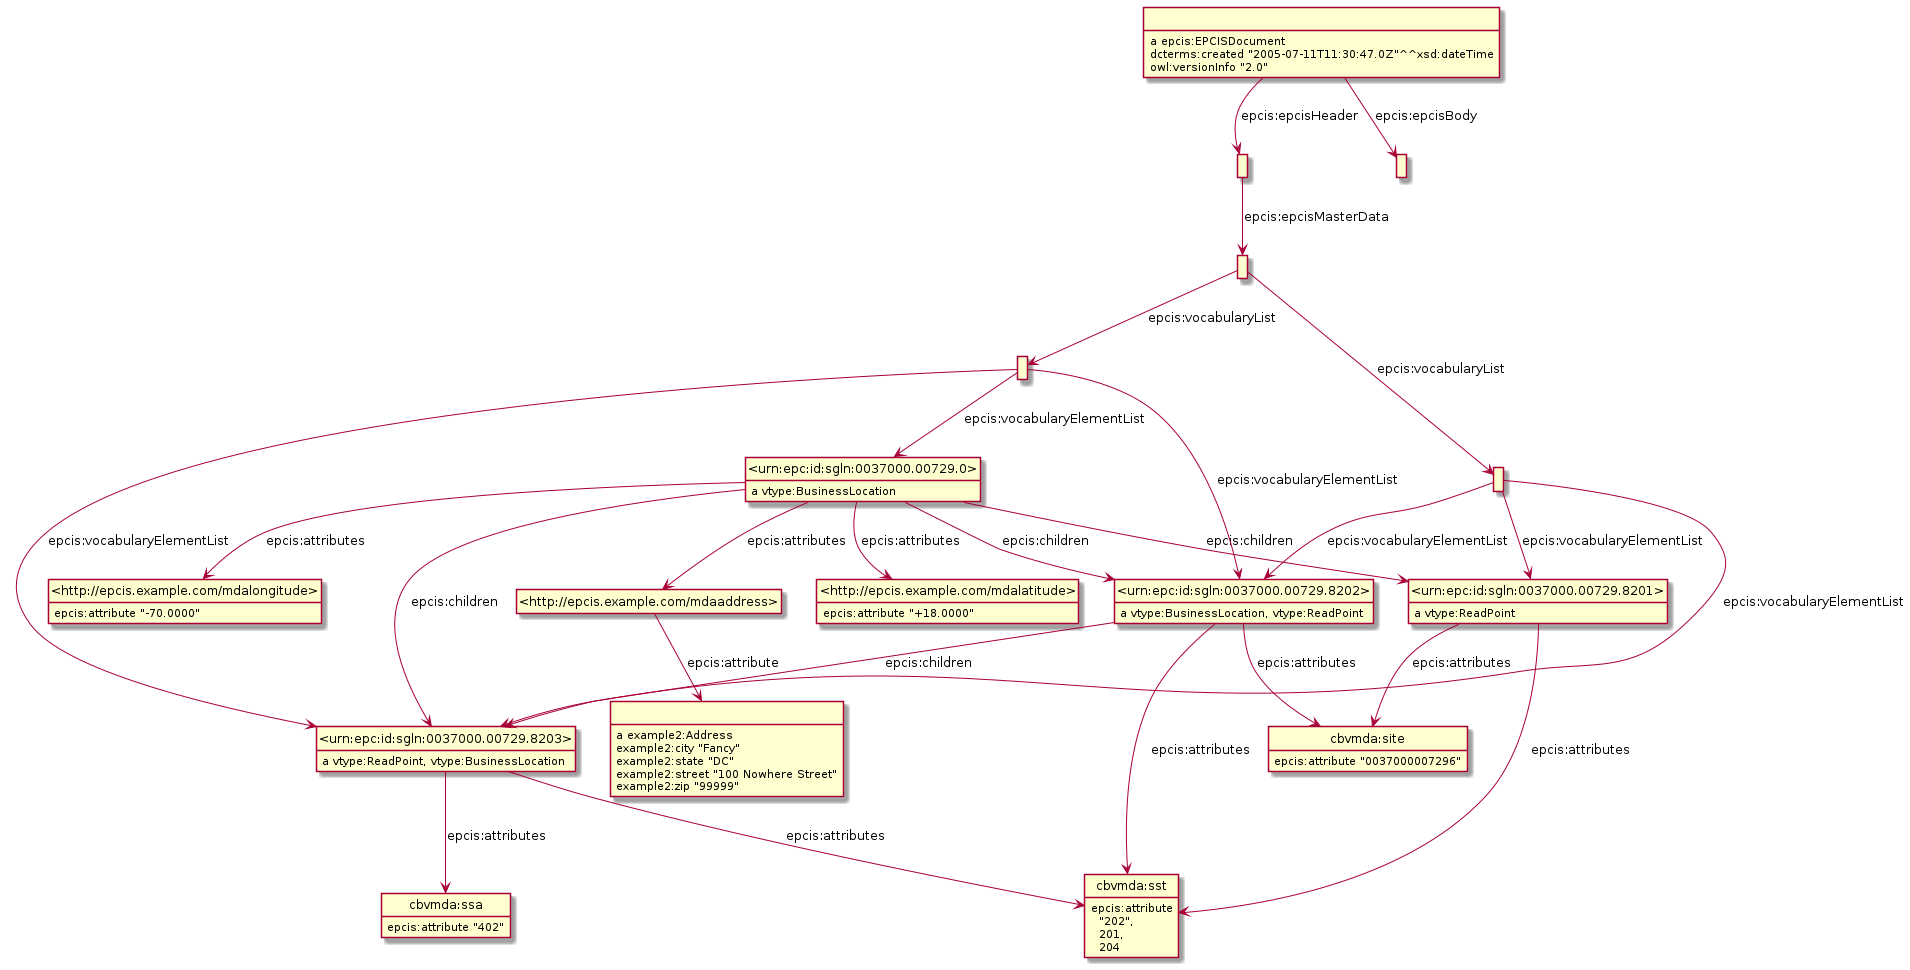 a epcis:EPCISDocument
dcterms:created "2005-07-11T11:30:47.0Z"^^xsd:dateTime
owl:versionInfo "2.0"
epcis:epcisHeader
epcis:epcisBody
epcis:epcisMasterData
epcis:vocabularyList
epcis:vocabularyList
epcis:vocabularyElementList
<urn:epc:id:sgln:0037000.00729.0>
a vtype:BusinessLocation
epcis:vocabularyElementList
epcis:vocabularyElementList
epcis:attributes
epcis:attributes
epcis:attributes
epcis:children
epcis:children
epcis:vocabularyElementList
epcis:vocabularyElementList
<http://epcis.example.com/mdalongitude>
epcis:attribute "-70.0000"
epcis:children
<http://epcis.example.com/mdaaddress>
<http://epcis.example.com/mdalatitude>
epcis:attribute "+18.0000"
<urn:epc:id:sgln:0037000.00729.8202>
a vtype:BusinessLocation, vtype:ReadPoint
<urn:epc:id:sgln:0037000.00729.8201>
a vtype:ReadPoint
epcis:vocabularyElementList
epcis:attribute
epcis:children
epcis:attributes
epcis:attributes
<urn:epc:id:sgln:0037000.00729.8203>
a vtype:ReadPoint, vtype:BusinessLocation
a example2:Address
example2:city "Fancy"
example2:state "DC"
example2:street "100 Nowhere Street"
example2:zip "99999"
epcis:attributes
cbvmda:site
epcis:attribute "0037000007296"
epcis:attributes
epcis:attributes
epcis:attributes
cbvmda:ssa
epcis:attribute "402"
cbvmda:sst
epcis:attribute
"202",
201,
204